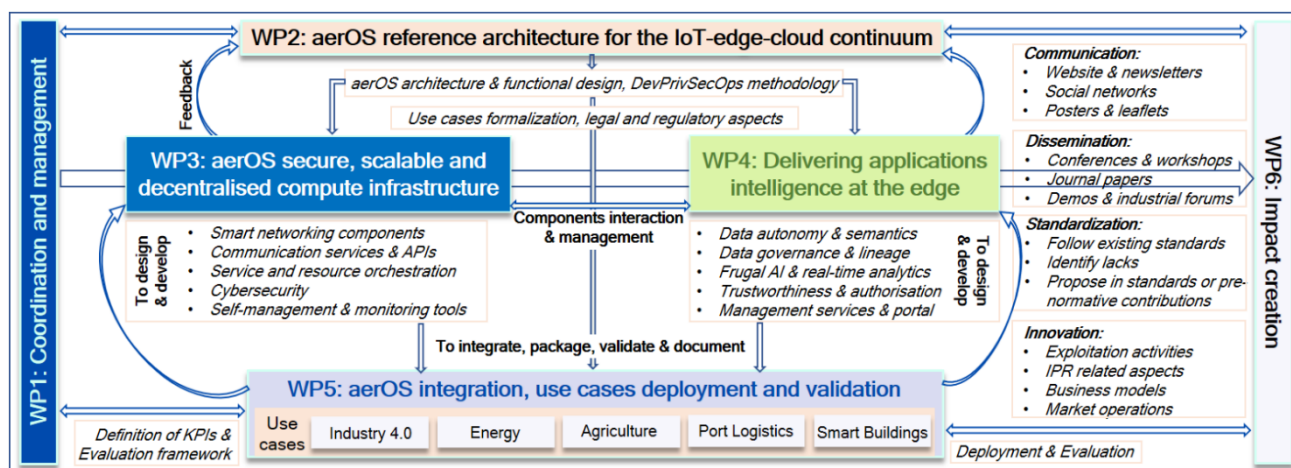 WP1: Coordination and management
WP2: aerOS reference architecture for the IoT-edge-cloud continuum
Feedback
aerOS architecture & functional design, DevPrivSecOps methodology
Use cases formalization, legal and regulatory aspects
WP3: aerOS secure, scalable and
decentralised compute infrastructure
WP4: Delivering applications
intelligence at the edge
Components interaction
& management
To design
& develop
• Smart networking components
• Communication services & APIs
• Service and resource orchestration
• Cybersecurity
• Self-management & monitoring tools
• Data autonomy & semantics
• Data governance & lineage
• Frugal AI & real-time analytics
• Trustworthiness & authorisation
• Management services & portal
To design
& develop
To integrate, package, validate & document
WP5: aerOS integration, use cases deployment and validation
Use
cases
Industry 4.0
Energy
Agriculture
Port Logistics
Smart Buildings
Definition of KPIs &
Evaluation framework
Deployment & Evaluation
Communication:
• Website & newsletters
• Social networks
• Posters & leaflets
Dissemination:
• Conferences & workshops
• Journal papers
• Demos & industrial forums
Standardization:
• Follow existing standards
• Identify lacks
• Propose in standards or pre-
normative contributions
Innovation:
• Exploitation activities
• IPR related aspects
• Business models
• Market operations
WP6: Impact creation